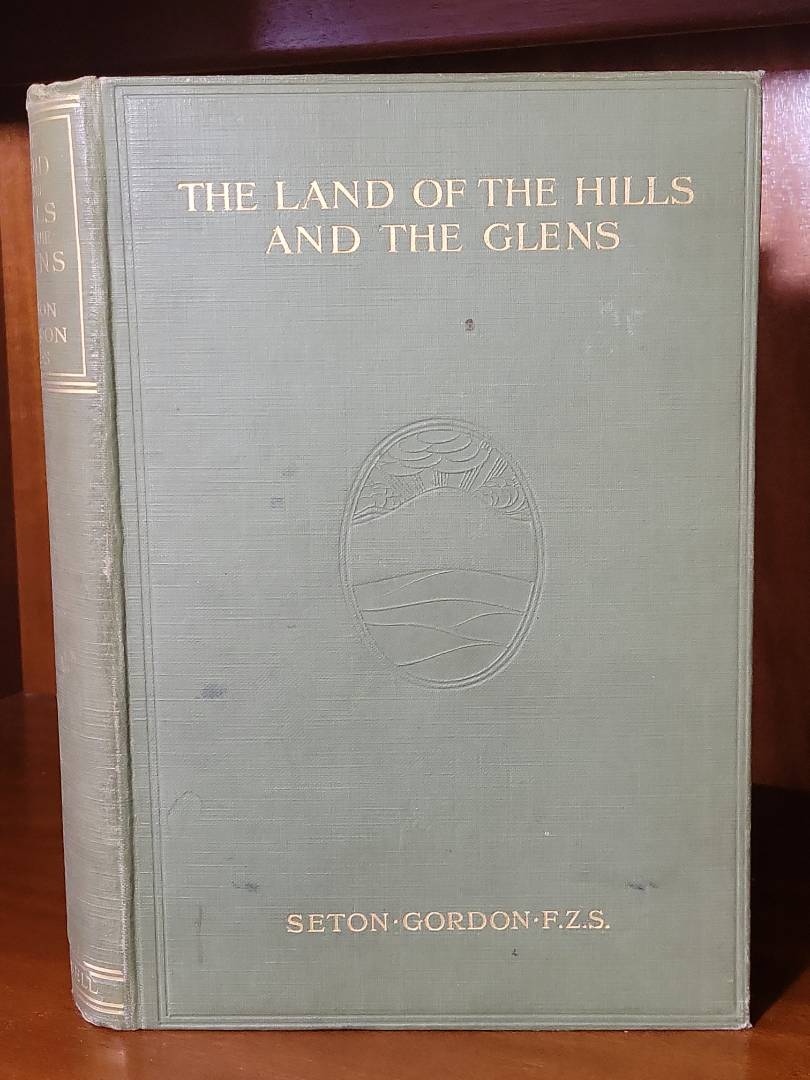 THE LAND OF THE HILLS
AND THE GLENS
SETON·GORDON·F.Z.S.